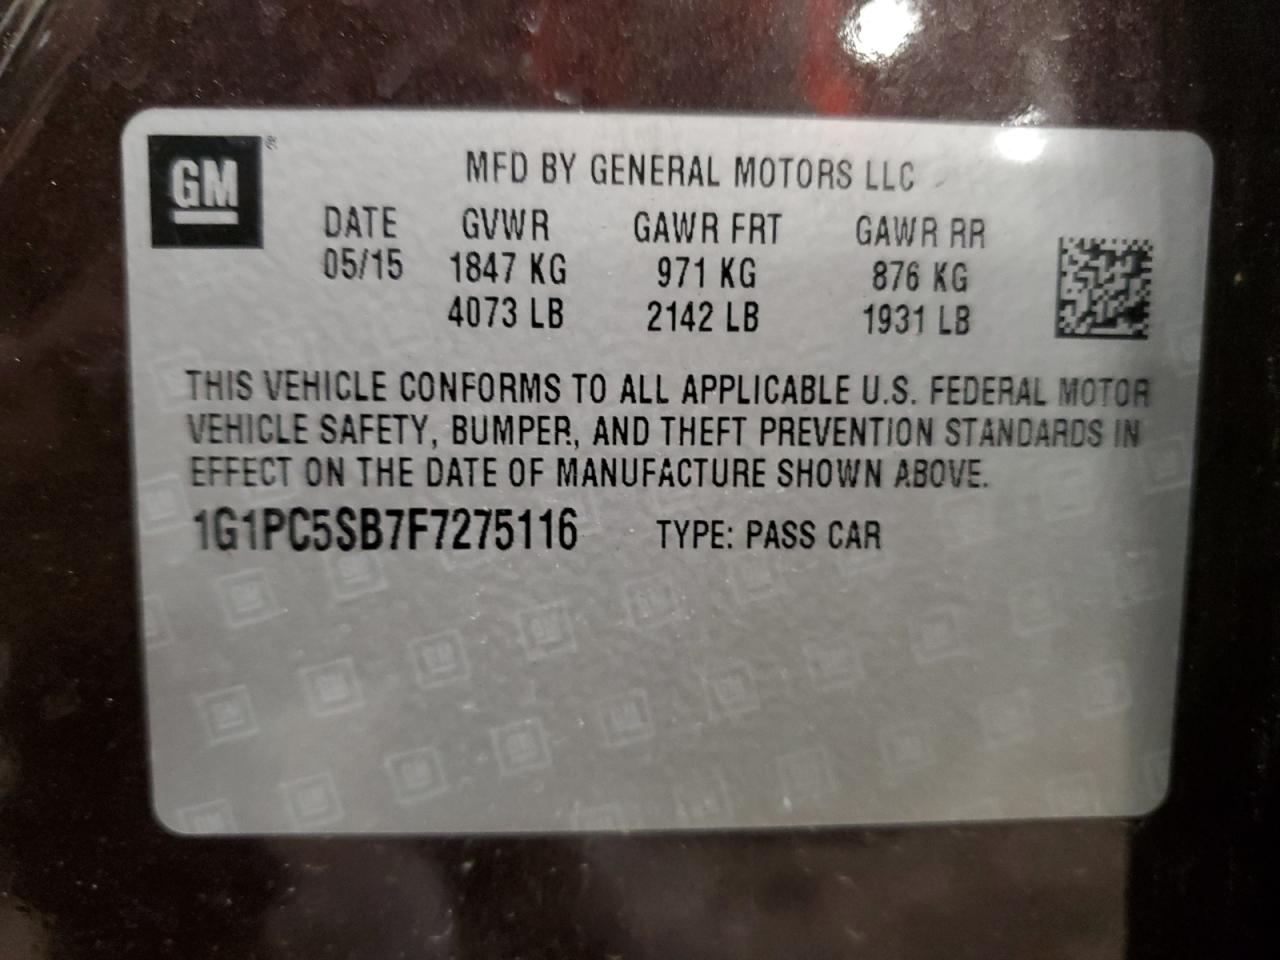 GM®
MFD BY GENERAL MOTORS LLC
DATE GVWR GAWR FRT GAWR RR
05/15 1847 KG 971 KG 876 KG
4073 LB 2142 LB 1931 LB
THIS VEHICLE CONFORMS TO ALL APPLICABLE U.S. FEDERAL MOTOR
VEHICLE SAFETY, BUMPER, AND THEFT PREVENTION STANDARDS IN
EFFECT ON THE DATE OF MANUFACTURE SHOWN ABOVE.
1G1PC5SB7F7275116 TYPE: PASS CAR